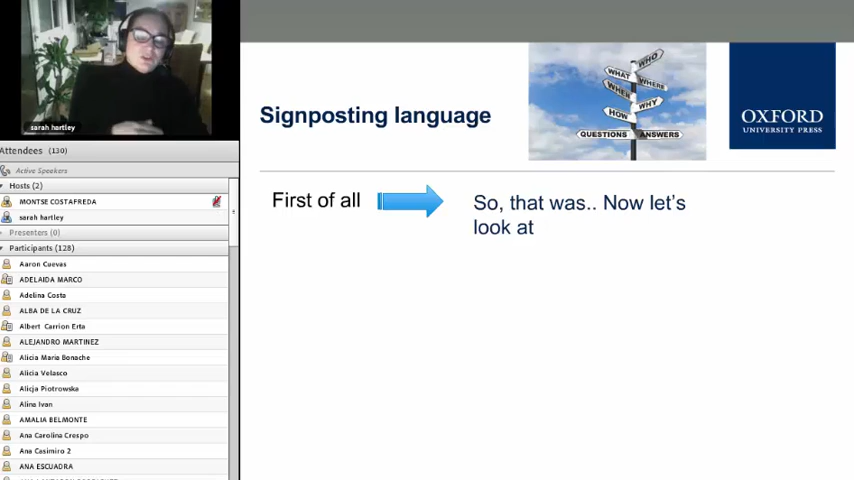 sarah hartley
Attendees (130)
Active Speakers
Hosts (2)
MONTSE COSTAFREDA
sarah hartley
Presenters (0)
Participants (128)
Aaron Cuevas
ADELAIDA MARCO
Adelina Costa
ALBA DE LA CRUZ
Albert Carrion Erta
ALEJANDRO MARTINEZ
Alicia Maria Bonache
Alicia Velasco
Alicja Piotrowska
Alina Ivan
AMALIA BELMONTE
Ana Carolina Crespo
Ana Casimiro 2
ANA ESCUADRA
Signposting language
WHO
WHAT
WHERE
WHEN
WHY
HOW
QUESTIONS
ANSWERS
OXFORD
UNIVERSITY PRESS
First of all
So, that was.. Now let's
look at